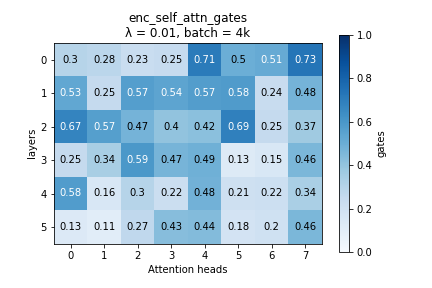 enc_self_attn_gates
λ = 0.01, batch = 4k
0 0.3 0.28 0.23 0.25 0.71 0.5 0.51 0.73
1 0.53 0.25 0.57 0.54 0.57 0.58 0.24 0.48
2 0.67 0.57 0.47 0.4 0.42 0.69 0.25 0.37
3 0.25 0.34 0.59 0.47 0.49 0.13 0.15 0.46
4 0.58 0.16 0.3 0.22 0.48 0.21 0.22 0.34
5 0.13 0.11 0.27 0.43 0.44 0.18 0.2 0.46
0 1 2 3 4 5 6 7
Attention heads
layers
1.0
0.8
0.6
0.4
0.2
0.0
gates